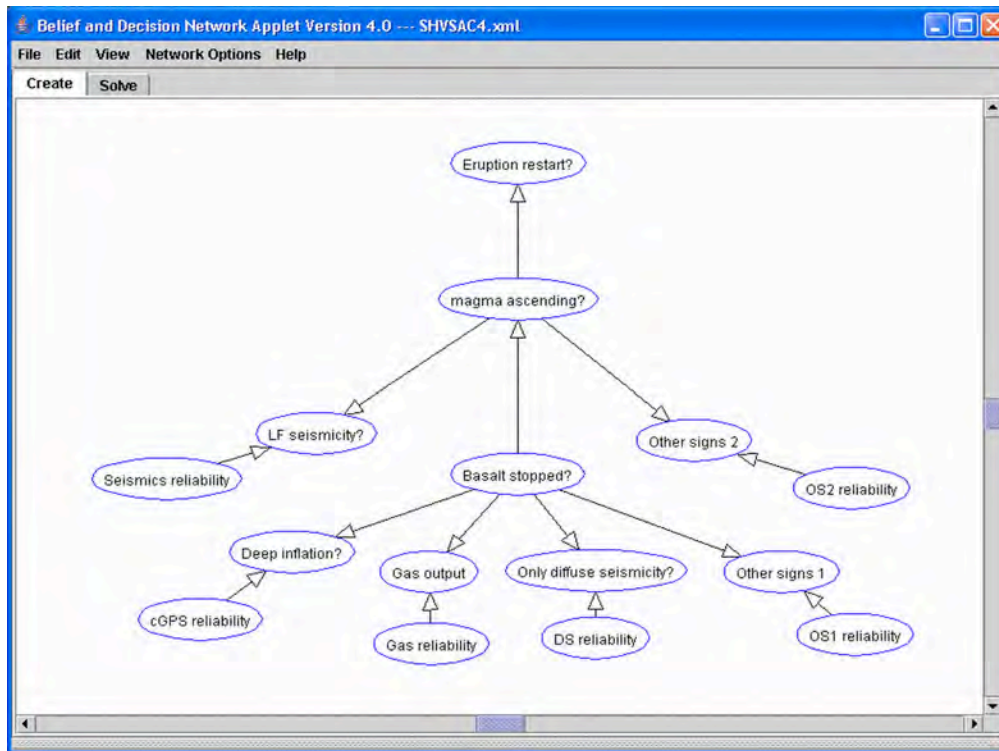 Belief and Decision Network Applet Version 4.0 --- SHVSAC4.xml
File Edit View Network Options Help
Create Solve
Eruption restart?
magma ascending?
LF seismicity?
Other signs 2
Seismics reliability
Basalt stopped?
OS2 reliability
Deep inflation?
Gas output
Only diffuse seismicity?
Other signs 1
cGPS reliability
Gas reliability
DS reliability
OS1 reliability